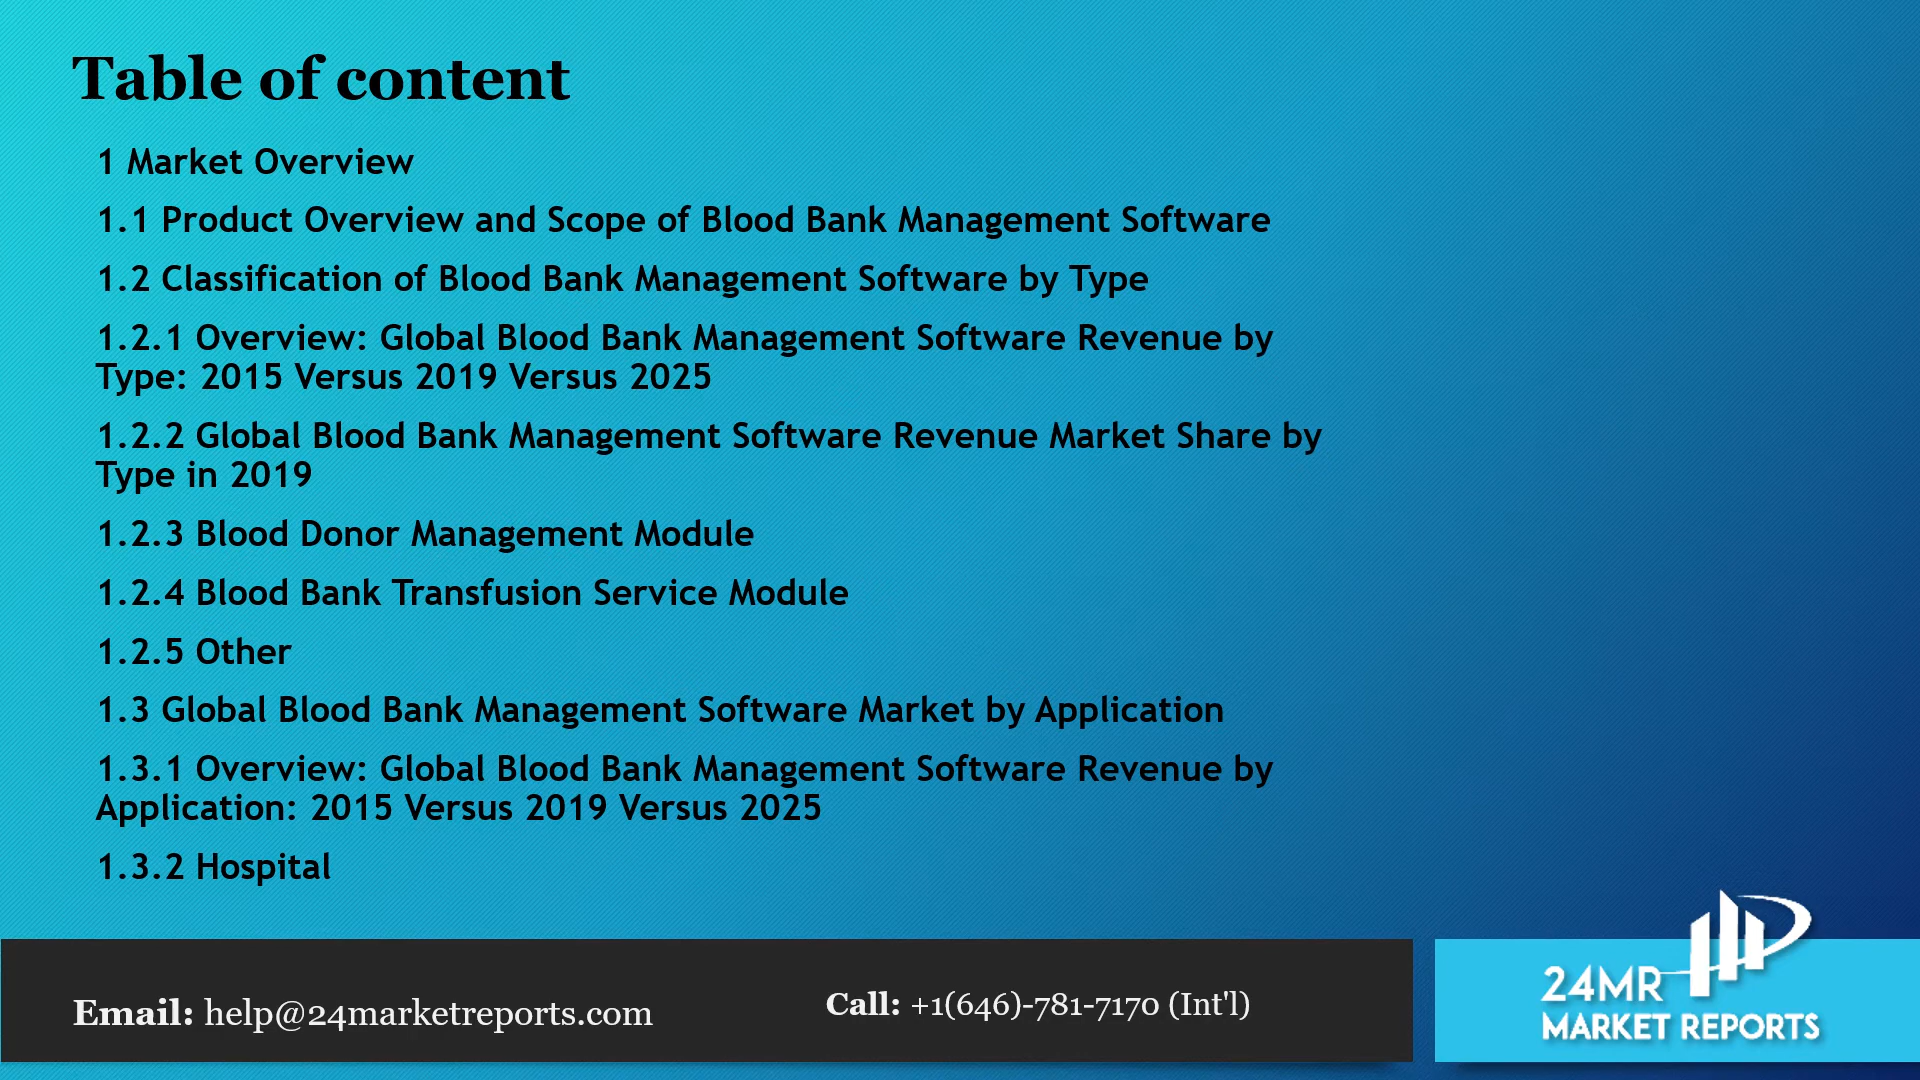 Table of content
1 Market Overview
1.1 Product Overview and Scope of Blood Bank Management Software
1.2 Classification of Blood Bank Management Software by Type
1.2.1 Overview: Global Blood Bank Management Software Revenue by
Type: 2015 Versus 2019 Versus 2025
1.2.2 Global Blood Bank Management Software Revenue Market Share by
Type in 2019
1.2.3 Blood Donor Management Module
1.2.4 Blood Bank Transfusion Service Module
1.2.5 Other
1.3 Global Blood Bank Management Software Market by Application
1.3.1 Overview: Global Blood Bank Management Software Revenue by
Application: 2015 Versus 2019 Versus 2025
1.3.2 Hospital
Email: help@24marketreports.com
Call: +1(646)-781-7170 (Int'l)
24MR
MARKET REPORTS